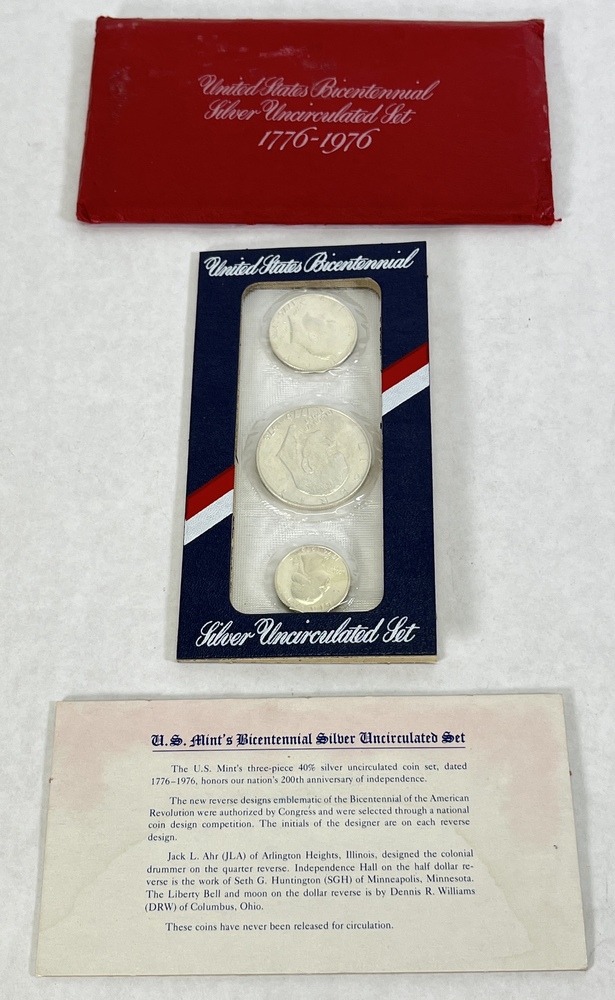 United States Bicentennial
Silver Uncirculated Set
1776-1976
United States Bicentennial
Silver Uncirculated Set
U.S. Mint's Bicentennial Silver Uncirculated Set
The U.S. Mint's three-piece 40% silver uncirculated coin set, dated
1776–1976, honors our nation's 200th anniversary of independence.
The new reverse designs emblematic of the Bicentennial of the American
Revolution were authorized by Congress and were selected through a national
coin design competition. The initials of the designer are on each reverse
design.
Jack L. Ahr (JLA) of Arlington Heights, Illinois, designed the colonial
drummer on the quarter reverse. Independence Hall on the half dollar re-
verse is the work of Seth G. Huntington (SGH) of Minneapolis, Minnesota.
The Liberty Bell and moon on the dollar reverse is by Dennis R. Williams
(DRW) of Columbus, Ohio.
These coins have never been released for circulation.